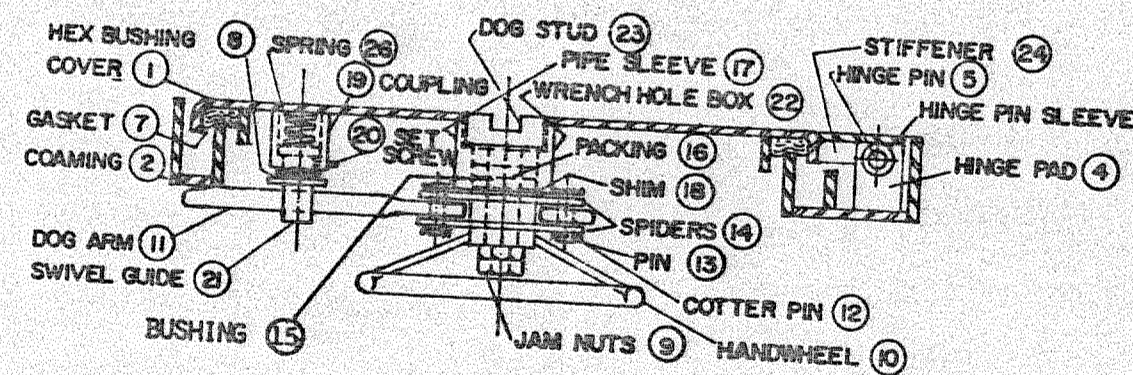 HEX BUSHING 8
COVER 1
GASKET 7
COAMING 2
DOG ARM 11
SWIVEL GUIDE 21
BUSHING 15
SPRING 26
19 COUPLING
20 SET
SCREW
DOG STUD 23
PIPE SLEEVE 17
WRENCH HOLE BOX 22
PACKING 16
SHIM 18
SPIDERS 14
PIN 13
COTTER PIN 12
JAM NUTS 9
HANDWHEEL 10
STIFFENER 24
HINGE PIN 5
HINGE PIN SLEEVE
HINGE PAD 4